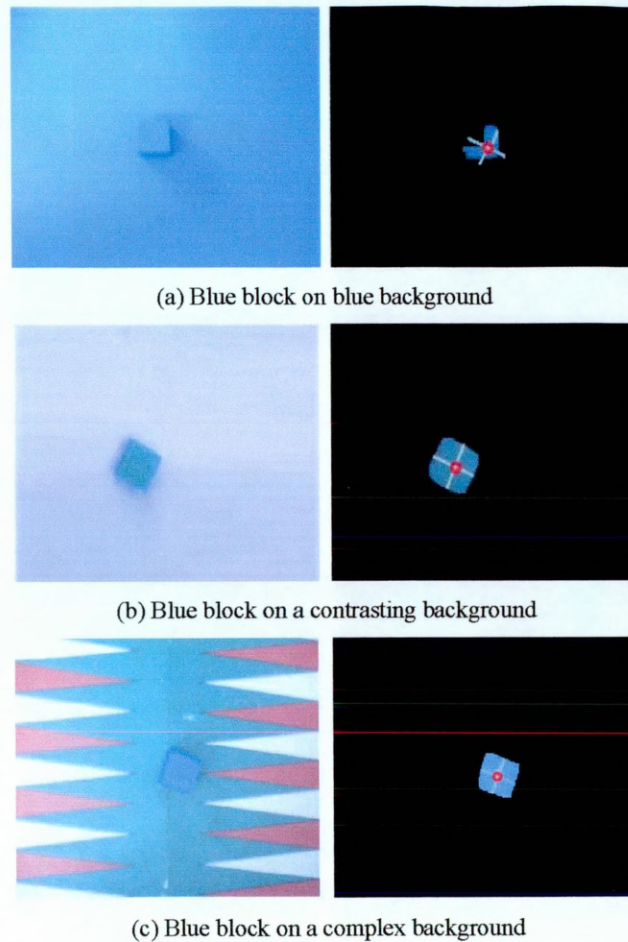 (a) Blue block on blue background
(b) Blue block on a contrasting background
(c) Blue block on a complex background